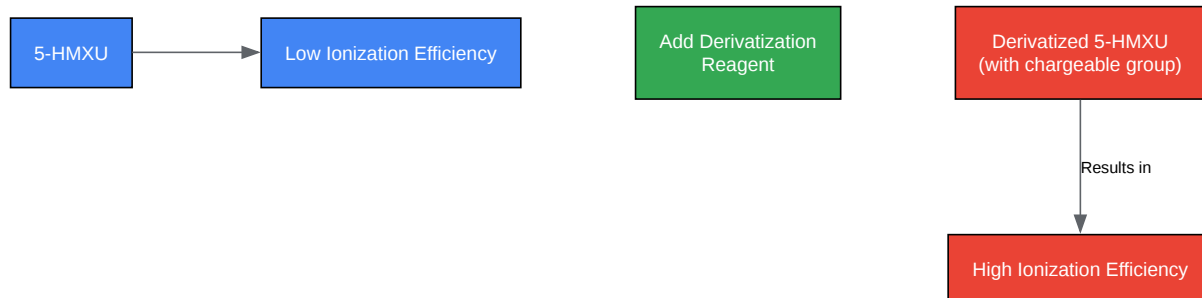 5-HMXU
Low Ionization Efficiency
Add Derivatization
Reagent
Derivatized 5-HMXU
(with chargeable group)
Results in
High Ionization Efficiency